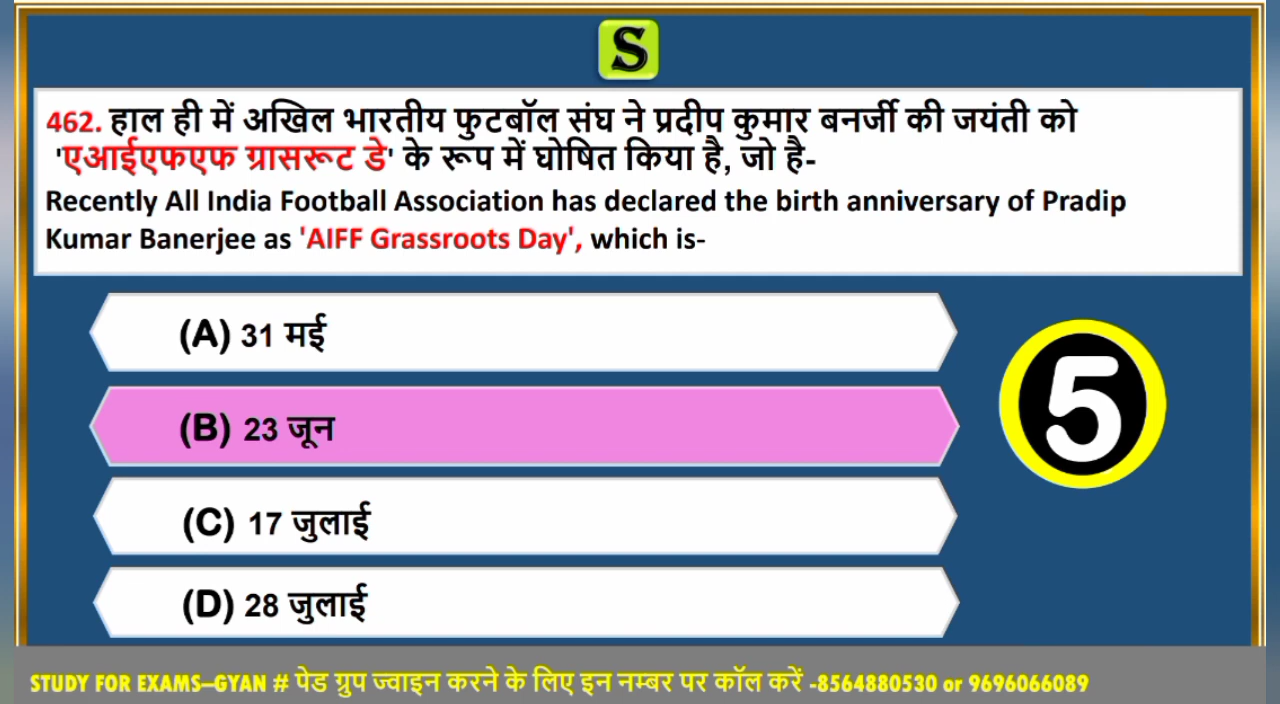 S
462. हाल ही में अखिल भारतीय फुटबॉल संघ ने प्रदीप कुमार बनर्जी की जयंती को
'एआईएफएफ ग्रासरूट डे' के रूप में घोषित किया है, जो है-
Recently All India Football Association has declared the birth anniversary of Pradip
Kumar Banerjee as 'AIFF Grassroots Day', which is-
(A) 31 मई
(B) 23 जून
5
(C) 17 जुलाई
(D) 28 जुलाई
STUDY FOR EXAMS–GYAN # पेड ग्रुप ज्वाइन करने के लिए इन नम्बर पर कॉल करें -8564880530 or 9696066089